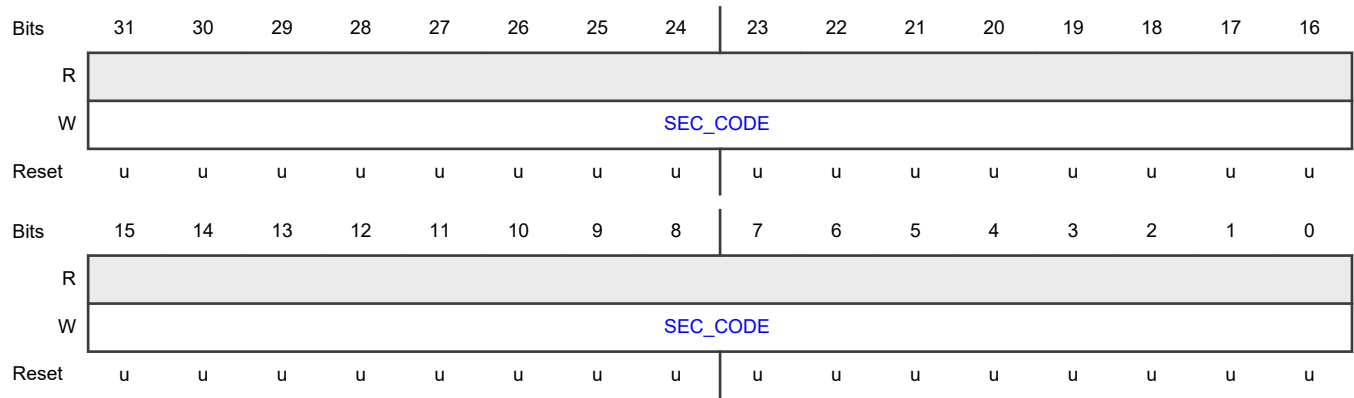 Bits 31 30 29 28 27 26 25 24 23 22 21 20 19 18 17 16
R
W SEC_CODE
Reset u u u u u u u u u u u u u u u u
Bits 15 14 13 12 11 10 9 8 7 6 5 4 3 2 1 0
R
W SEC_CODE
Reset u u u u u u u u u u u u u u u u